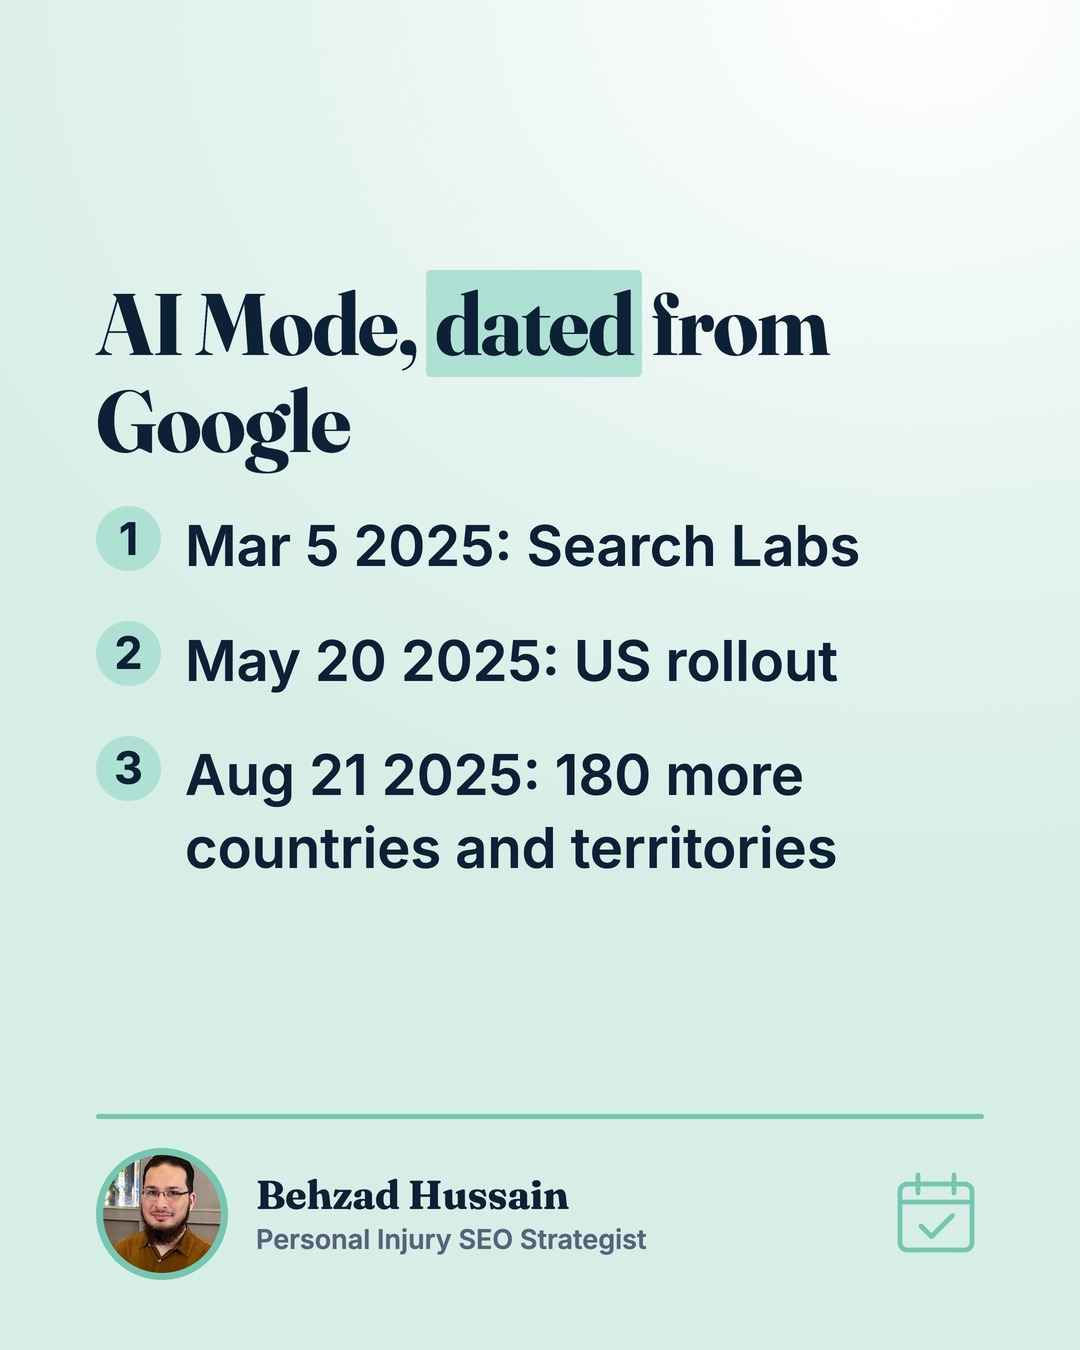 AI Mode, dated from
Google
1 Mar 5 2025: Search Labs
2 May 20 2025: US rollout
3 Aug 21 2025: 180 more
countries and territories
Behzad Hussain
Personal Injury SEO Strategist